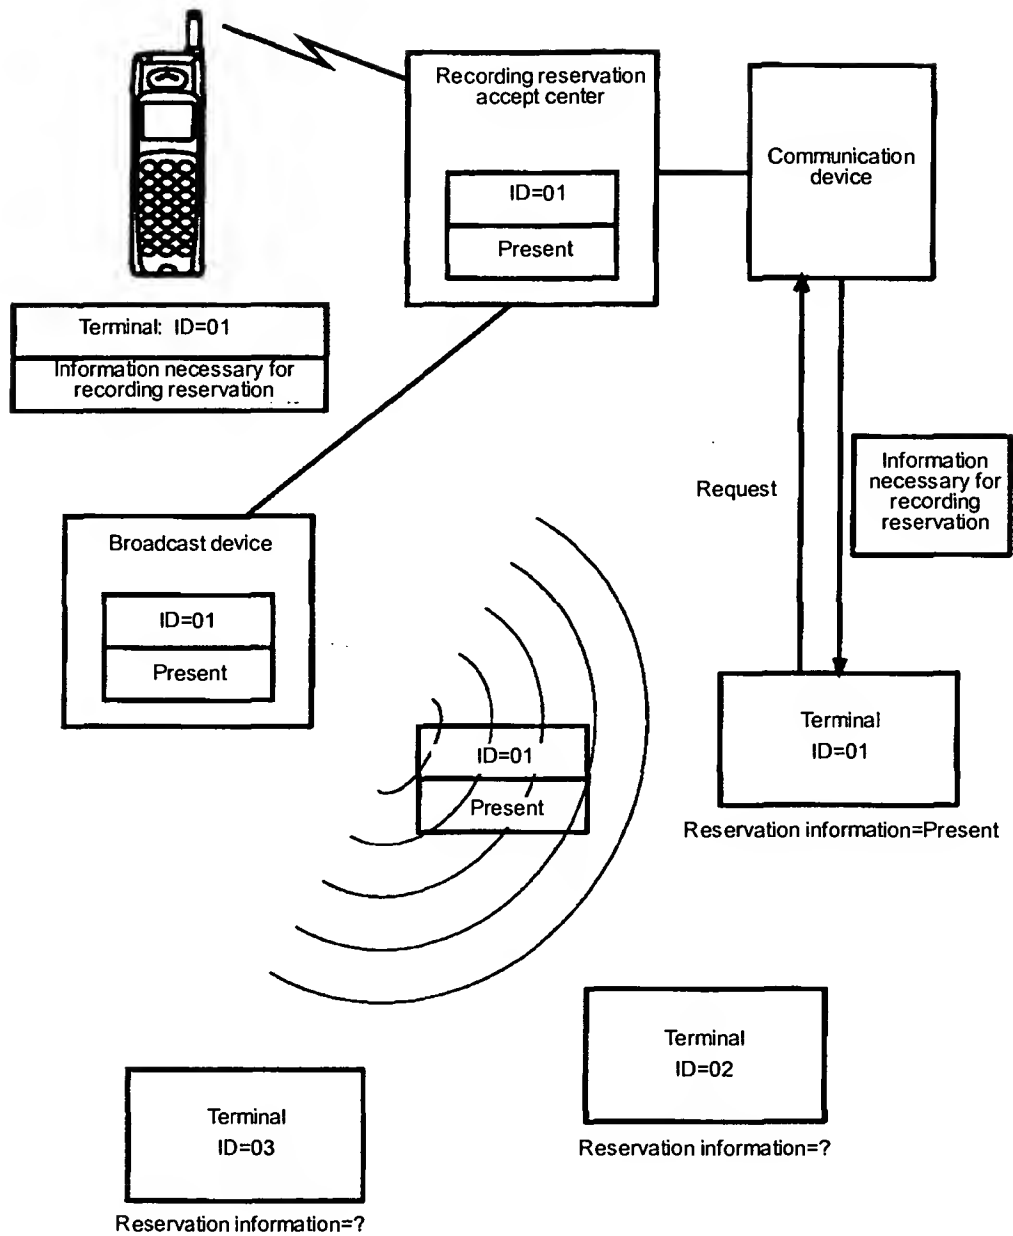 Recording reservation
accept center
ID=01
Present
Communication
device
Terminal: ID=01
Information necessary for
recording reservation
Request
Information
necessary for
recording
reservation
Broadcast device
ID=01
Present
ID=01
Present
Terminal
ID=01
Reservation information=Present
Terminal
ID=02
Reservation information=?
Terminal
ID=03
Reservation information=?